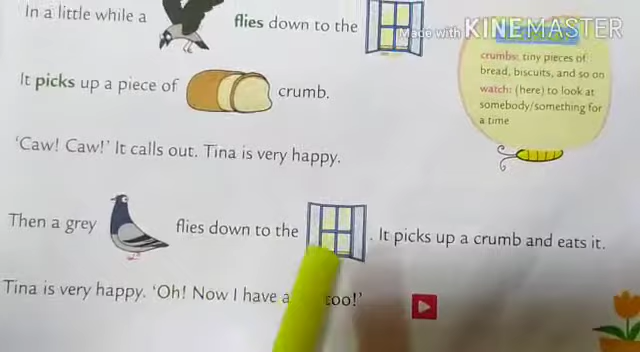 In a little while a flies down to the
Made with KINEMASTER
crumbs: tiny pieces of
bread, biscuits, and so on
watch: (here) to look at
somebody/something for
a time
It picks up a piece of crumb.
‘Caw! Caw!’ It calls out. Tina is very happy.
Then a grey flies down to the . It picks up a crumb and eats it.
Tina is very happy. ‘Oh! Now I have a too!’